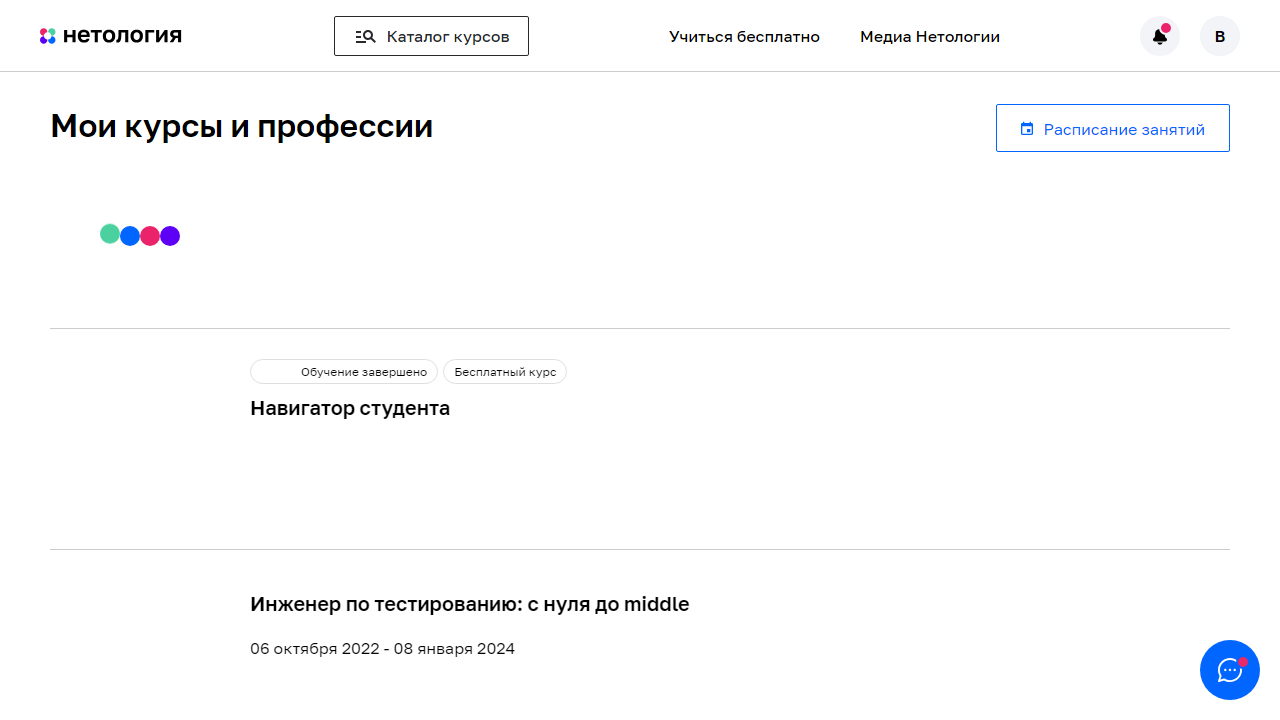 нетология
Каталог курсов
Учиться бесплатно
Медиа Нетологии
В
Мои курсы и профессии
Расписание занятий
Обучение завершено
Бесплатный курс
Навигатор студента
Инженер по тестированию: с нуля до middle
06 октября 2022 - 08 января 2024